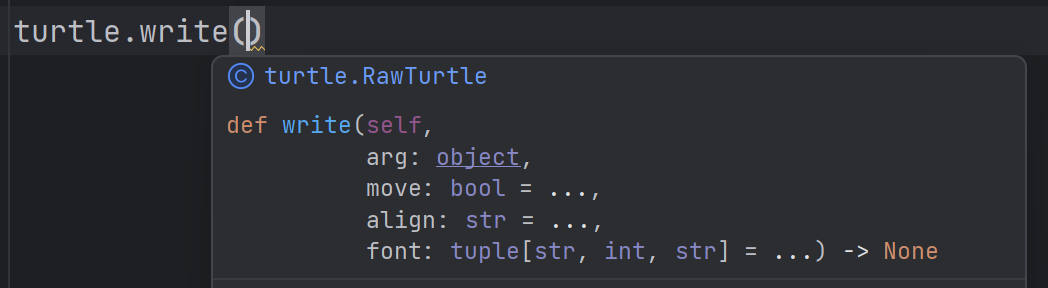 turtle.write()
C turtle.RawTurtle
def write(self,
arg: object,
move: bool = ...,
align: str = ...,
font: tuple[str, int, str] = ...) -> None